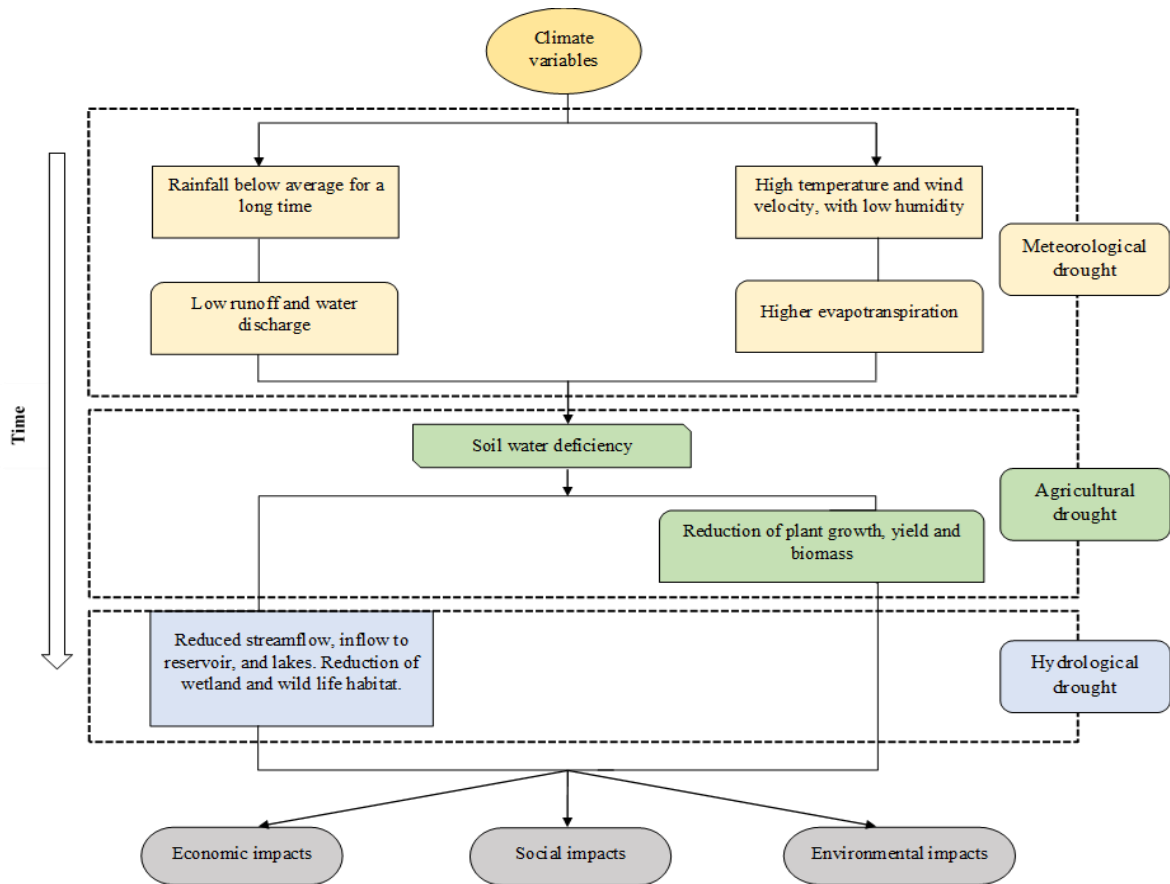 Climate
variables
Rainfall below average for a
long time
High temperature and wind
velocity, with low humidity
Meteorological
drought
Low runoff and water
discharge
Higher evapotranspiration
Time
Soil water deficiency
Agricultural
drought
Reduction of plant growth, yield and
biomass
Reduced streamflow, inflow to
reservoir, and lakes. Reduction of
wetland and wild life habitat.
Hydrological
drought
Economic impacts
Social impacts
Environmental impacts